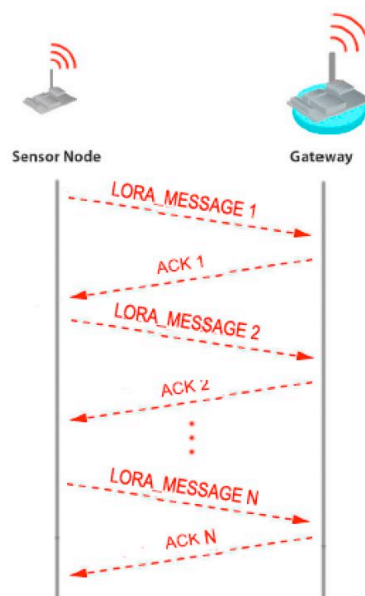 Sensor Node
Gateway
LORA_MESSAGE 1
ACK 1
LORA_MESSAGE 2
ACK 2
LORA_MESSAGE N
ACK N